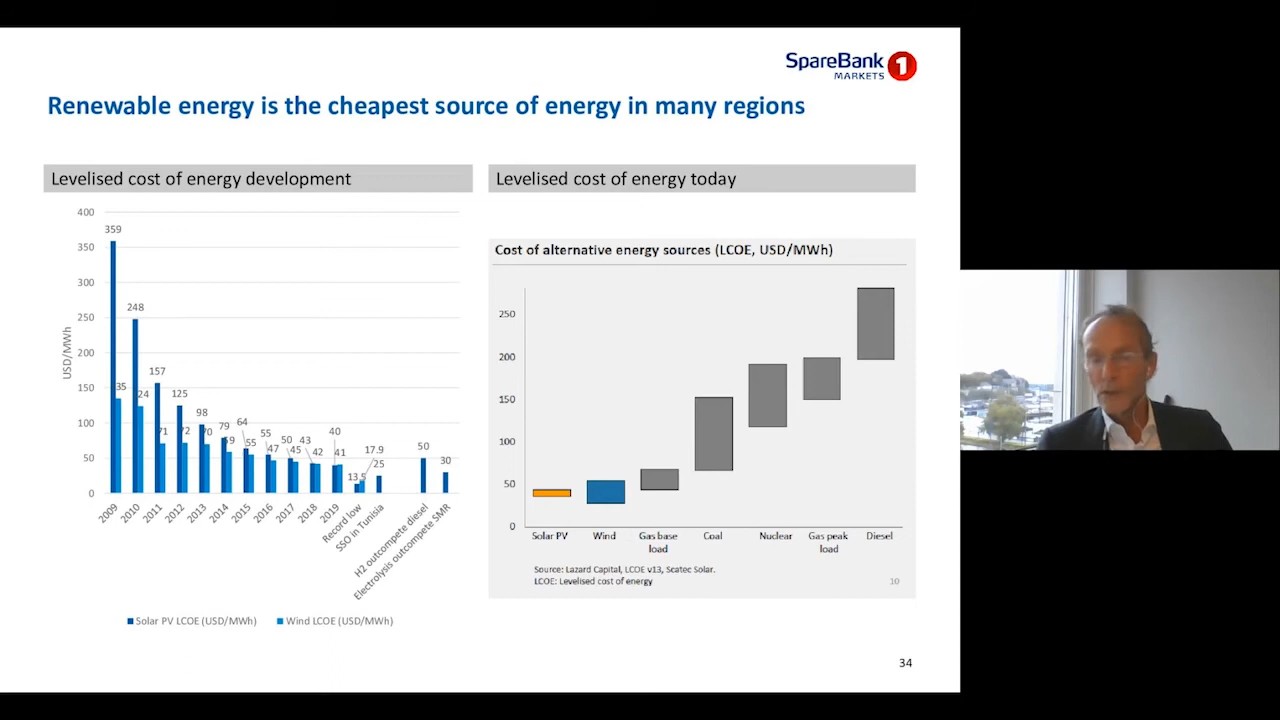 SpareBank 1
MARKETS
Renewable energy is the cheapest source of energy in many regions
Levelised cost of energy development
400
350
300
250
200
150
100
50
0
USD/MWh
359
248
157
125
98
79
64
55
50
43
40
13,5
17.9
25
50
30
35
24
71
72
70
59
55
47
45
42
41
2009
2010
2011
2012
2013
2014
2015
2016
2017
2018
2019
Record low
SSO in Tunisia
H2 outcompete diesel
Electrolysis outcompete SMR
Solar PV LCOE (USD/MWh)
Wind LCOE (USD/MWh)
Levelised cost of energy today
Cost of alternative energy sources (LCOE, USD/MWh)
250
200
150
100
50
0
Solar PV
Wind
Gas base
load
Coal
Nuclear
Gas peak
load
Diesel
Source: Lazard Capital, LCOE v13, Scatec Solar.
LCOE: Levelised cost of energy
10
34